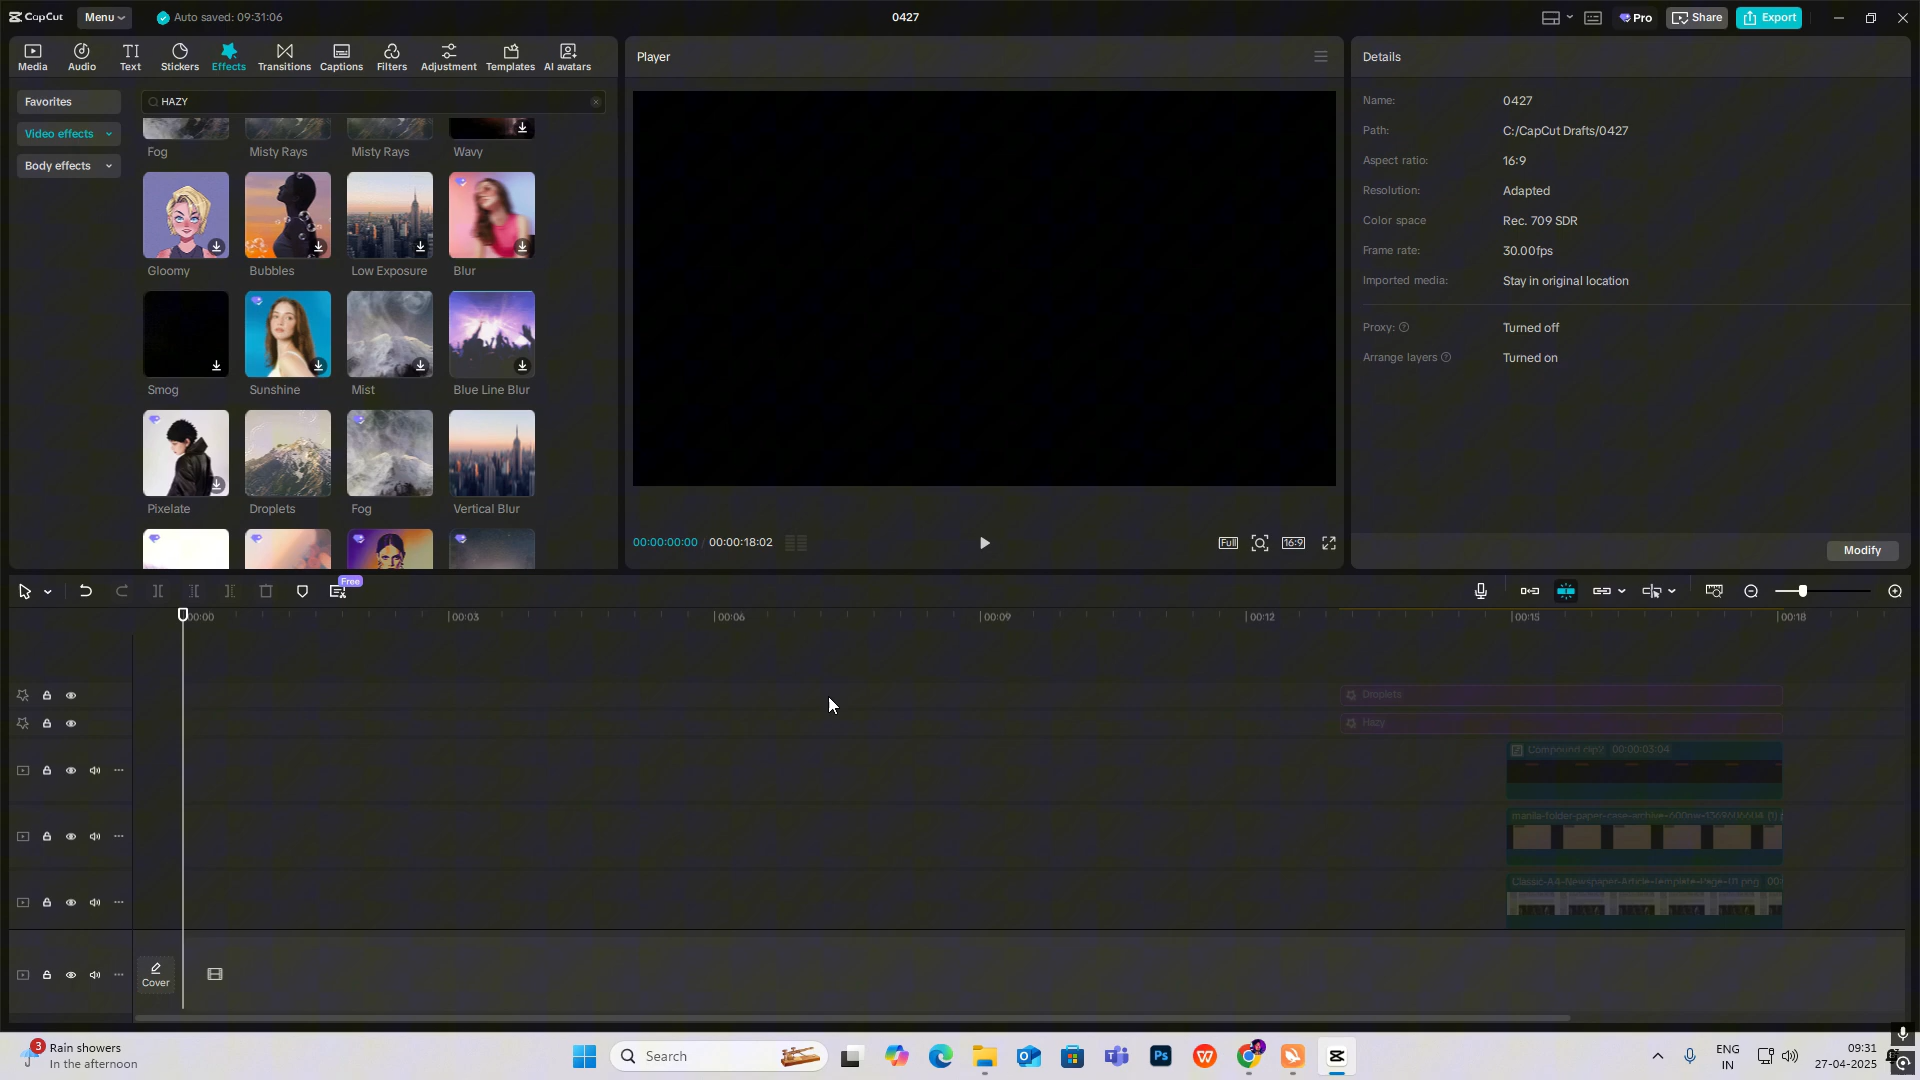 CapCut
Menu
Auto saved: 09:31:06
0427
Pro
Share
Export
Media
Audio
Text
Stickers
Effects
Transitions
Captions
Filters
Adjustment
Templates
AI avatars
Player
Details
Favorites
Video effects
Body effects
HAZY
Fog
Misty Rays
Misty Rays
Wavy
Gloomy
Bubbles
Low Exposure
Blur
Smog
Sunshine
Mist
Blue Line Blur
Pixelate
Droplets
Fog
Vertical Blur
Name: 0427
Path: C:/CapCut Drafts/0427
Aspect ratio: 16:9
Resolution: Adapted
Color space Rec. 709 SDR
Frame rate: 30.00fps
Imported media: Stay in original location
Proxy: Turned off
Arrange layers Turned on
Modify
00:00:00:00 / 00:00:18:02
Full
16:9
Free
00:00
00:03
00:06
00:09
00:12
00:15
00:18
Droplets
Hazy
Compound clip2 00:00:03:04
manila-folder-paper-case-archive-600nw-1369606604 (1).
Classic-A4-Newspaper-Article-Template-Page-01.png 00:
Cover
3
Rain showers
In the afternoon
Search
Ps
ENG
IN
09:31
27-04-2025